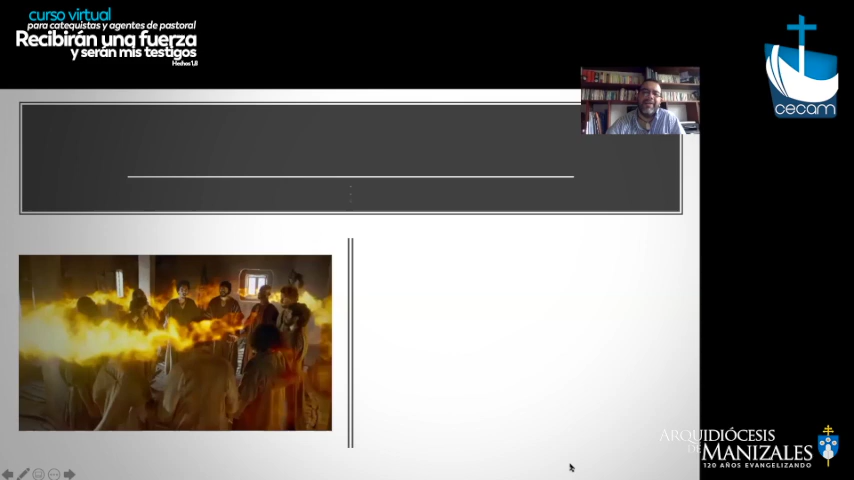 curso virtual
para catequistas y agentes de pastoral
Recibirán una fuerza
y serán mis testigos
Hechos 1,8
cecam
ARQUIDIÓCESIS
DE MANIZALES
120 AÑOS EVANGELIZANDO